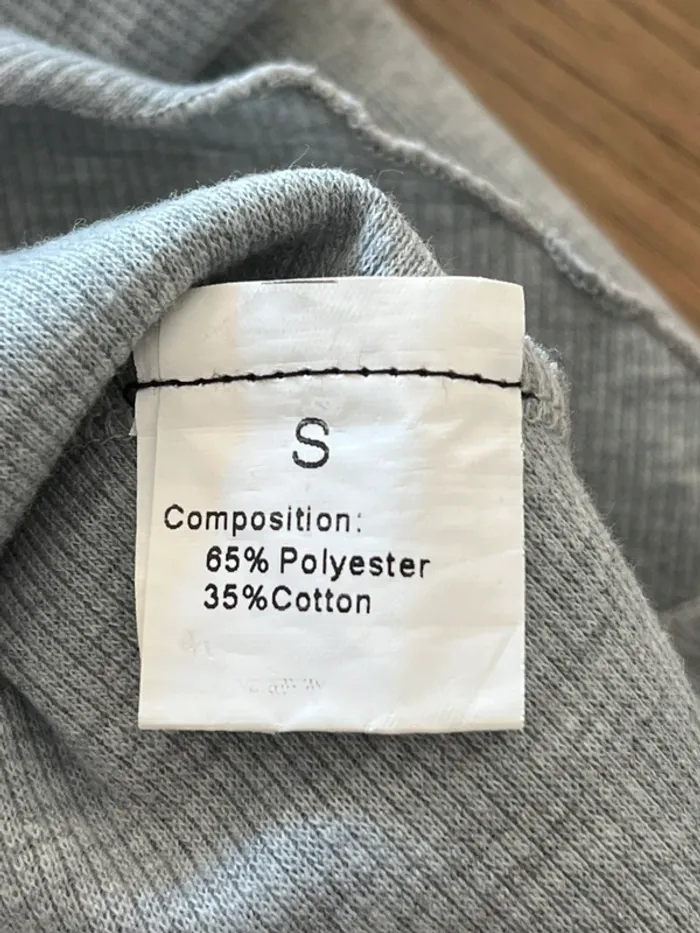 S
Composition:
65% Polyester
35%Cotton